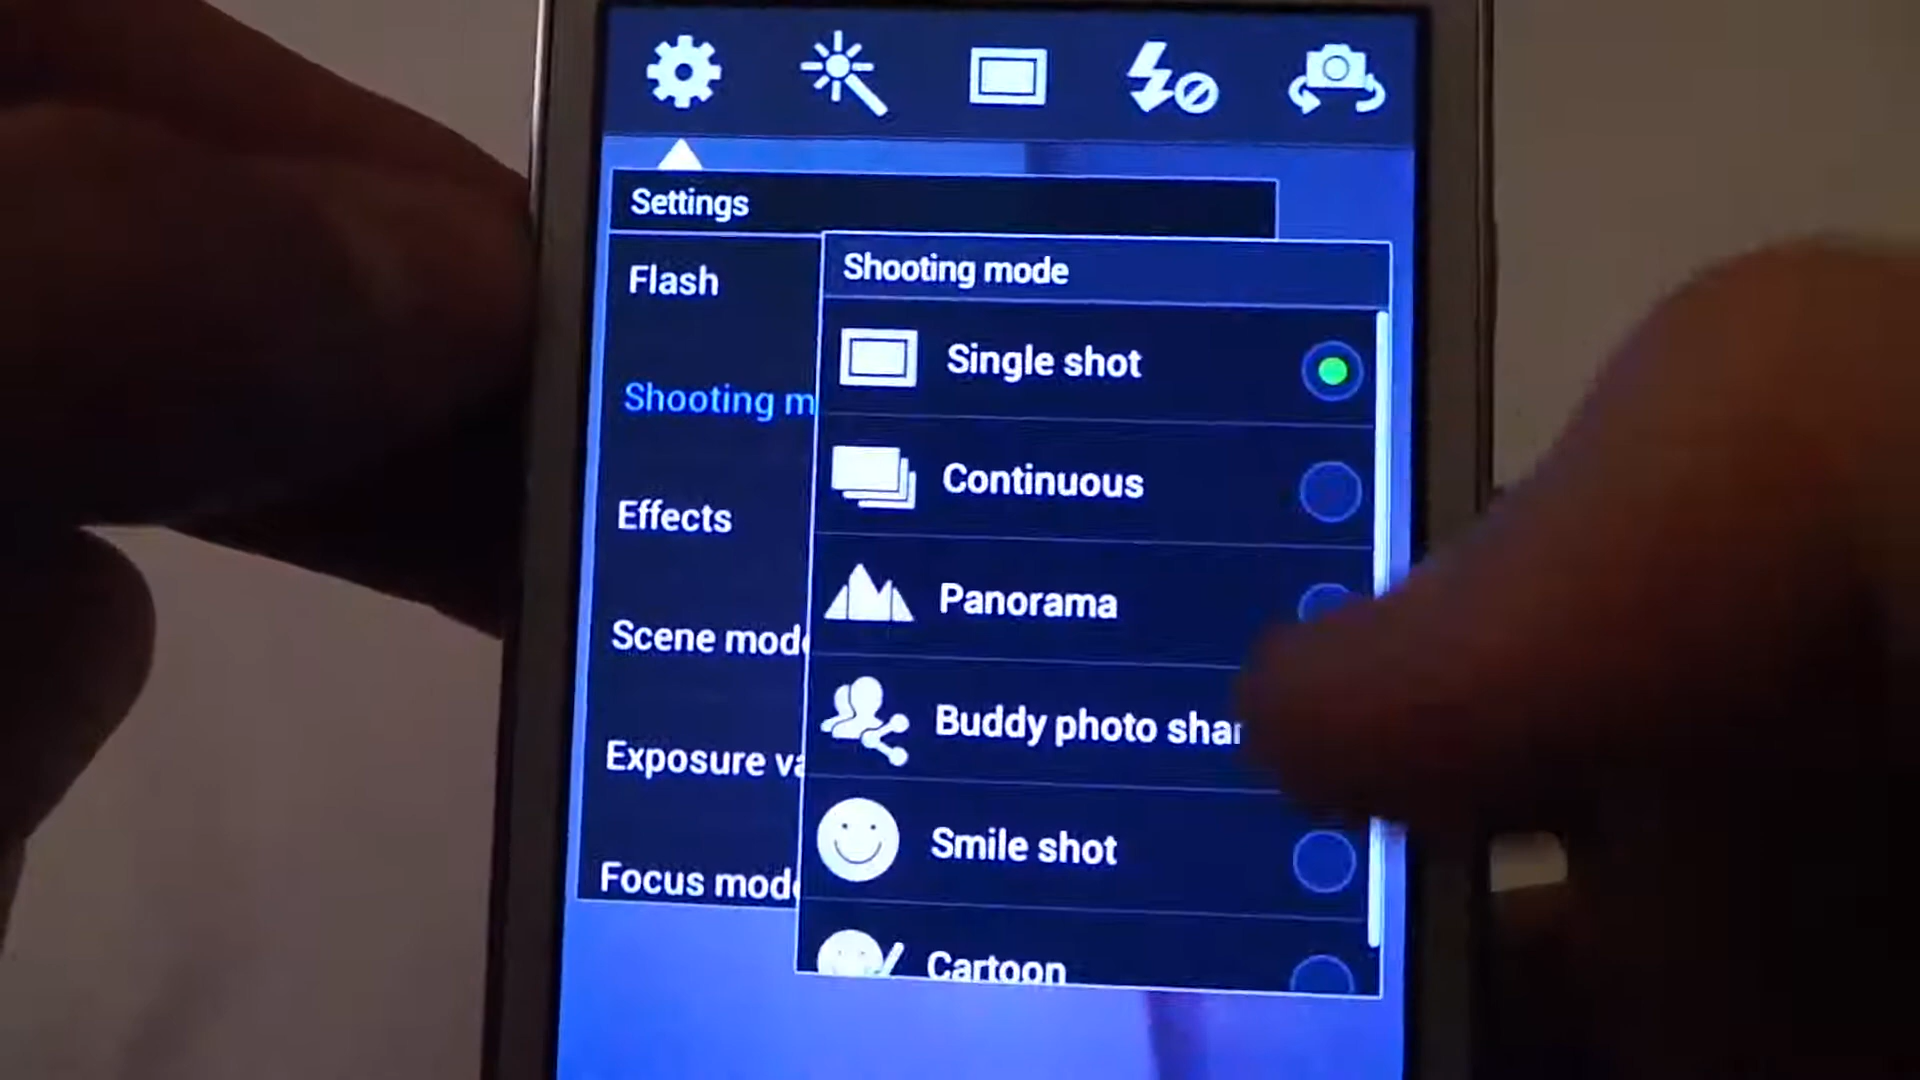 Settings
Flash
Shooting m
Effects
Scene mod
Exposure va
Focus mod
Shooting mode
Single shot
Continuous
Panorama
Buddy photo shar
Smile shot
Cartoon